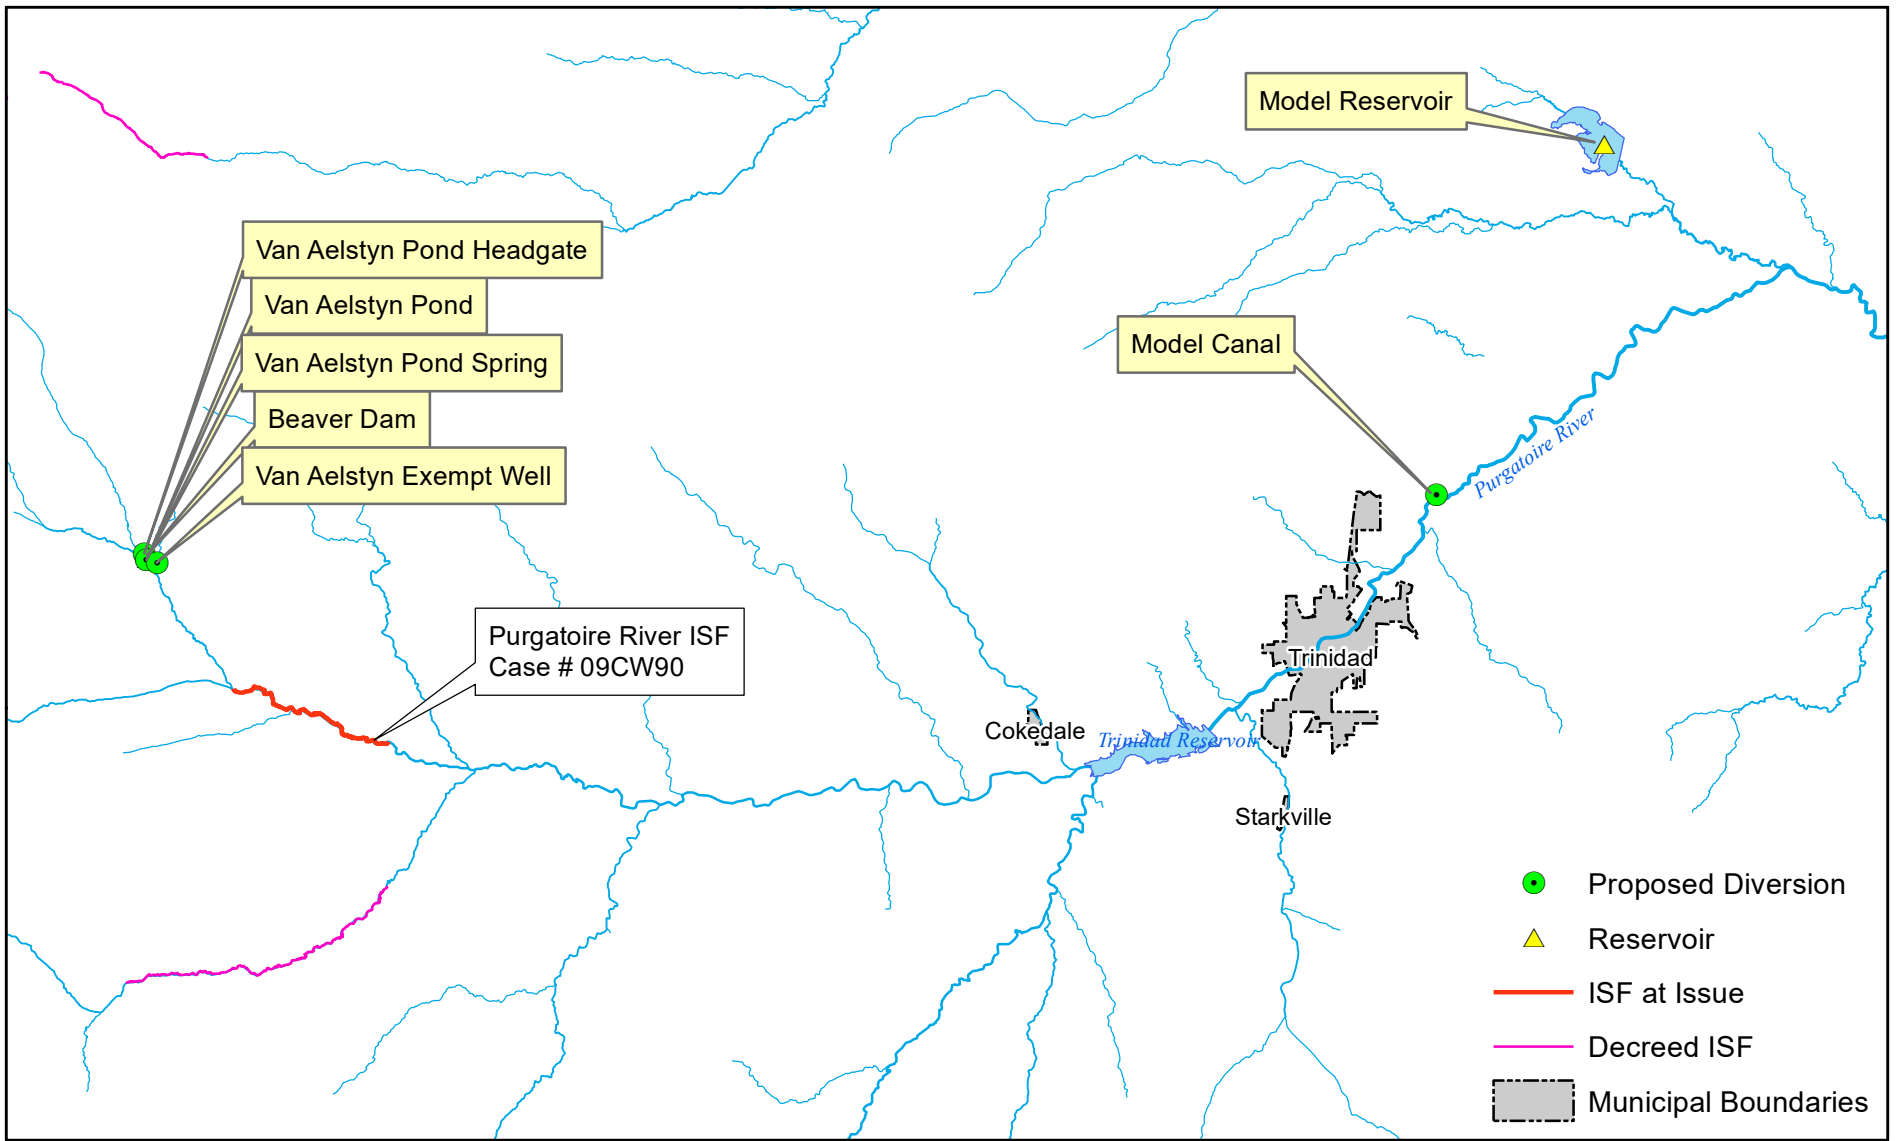 Model Reservoir
Van Aelstyn Pond Headgate
Van Aelstyn Pond
Van Aelstyn Pond Spring
Beaver Dam
Van Aelstyn Exempt Well
Model Canal
Purgatoire River
Purgatoire River ISF
Case # 09CW90
Trinidad
Cokedale
Trinidad Reservoir
Starkville
Proposed Diversion
Reservoir
ISF at Issue
Decreed ISF
Municipal Boundaries